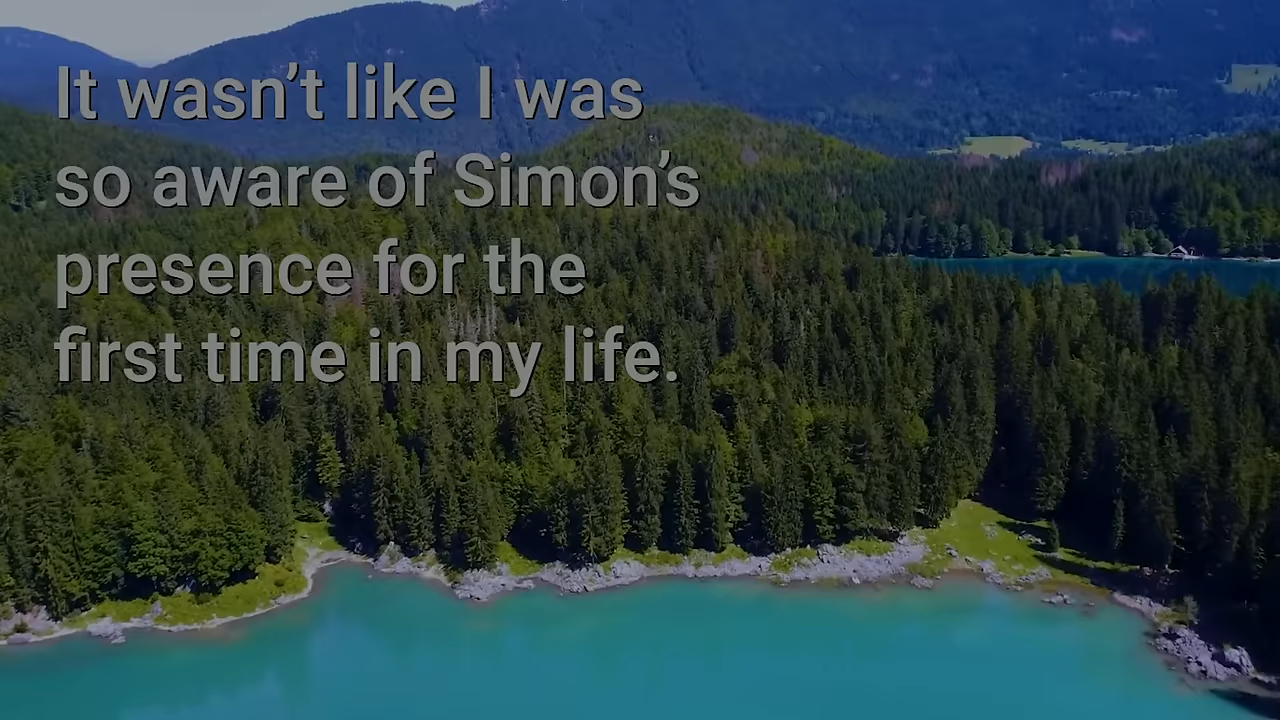 It wasn’t like I was
so aware of Simon’s
presence for the
first time in my life.